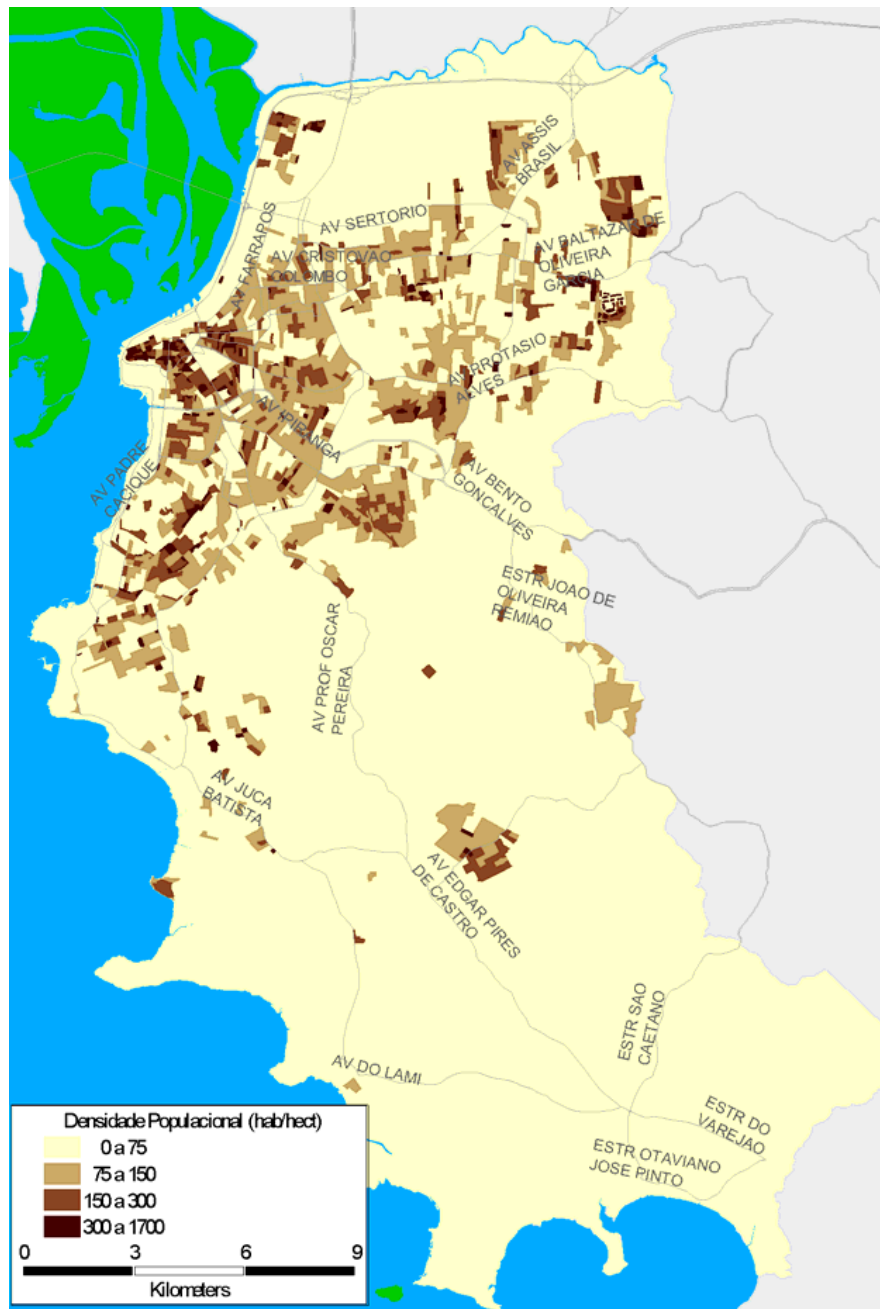 AV ASSIS
BRASIL
AV SERTORIO
AV FARRAPOS
AV CRISTOVAO
COLOMBO
AV BALTAZAR DE
OLIVEIRA
GARCIA
AV PROTASIO
ALVES
AV IPIRANGA
AV PADRE
CACIQUE
AV BENTO
GONCALVES
ESTR JOAO DE
OLIVEIRA
REMIAO
AV PROF OSCAR
PEREIRA
AV JUCA
BATISTA
AV EDGAR PIRES
DE CASTRO
ESTR SAO
CAETANO
AV DO LAMI
ESTR DO
VAREJAO
ESTR OTAVIANO
JOSE PINTO
Densidade Populacional (hab/hect)
0 a 75
75 a 150
150 a 300
300 a 1700
0 3 6 9
Kilometers